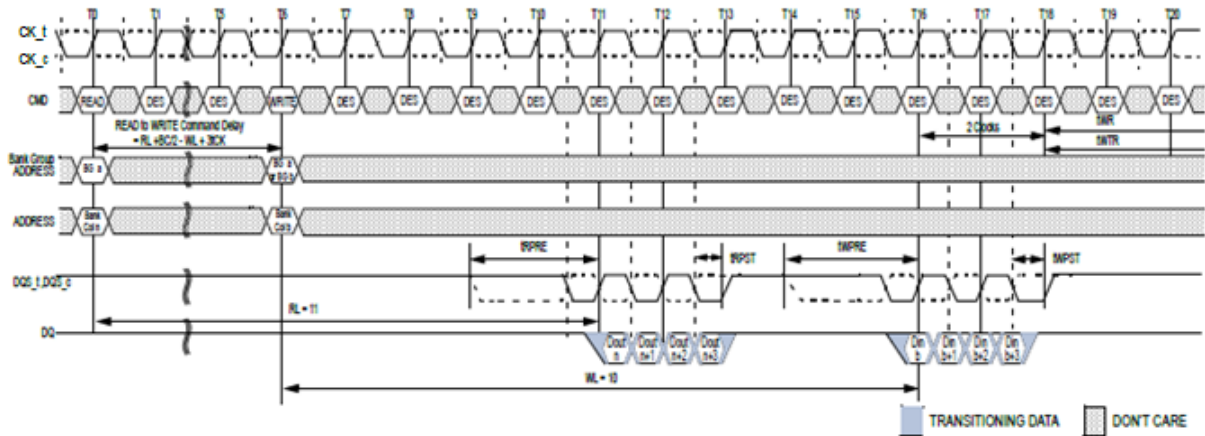 T0 T1 T5 T6 T7 T8 T9 T10 T11 T12 T13 T14 T15 T16 T17 T18 T19 T20
CK_t
CK_c
CMD READ DES DES WRITE DES DES DES DES DES DES DES DES DES DES DES DES DES DES
READ to WRITE Command Delay
= RL +BC/2 - WL + 3tCK
2 Clocks
tWR
tWTR
Bank Group
ADDRESS
BG a
BG a
or BG b
ADDRESS
Bank
Col n
Bank
Col b
tRPRE tRPST tWPRE tWPST
DQS_t,DQS_c
RL = 11
DQ
Dout
n
Dout
n+1
Dout
n+2
Dout
n+3
Din
b
Din
b+1
Din
b+2
Din
b+3
WL = 10
TRANSITIONING DATA DON'T CARE